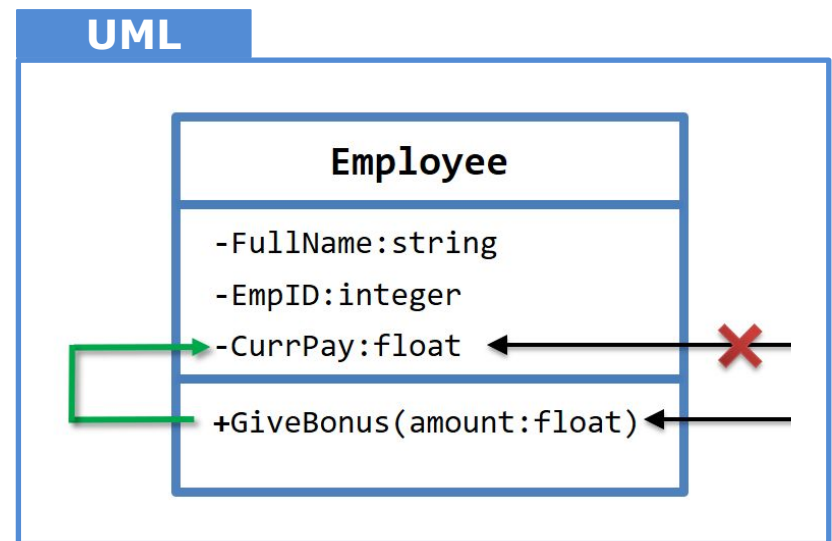 UML
Employee
-FullName:string
-EmpID:integer
-CurrPay:float
+GiveBonus(amount:float)